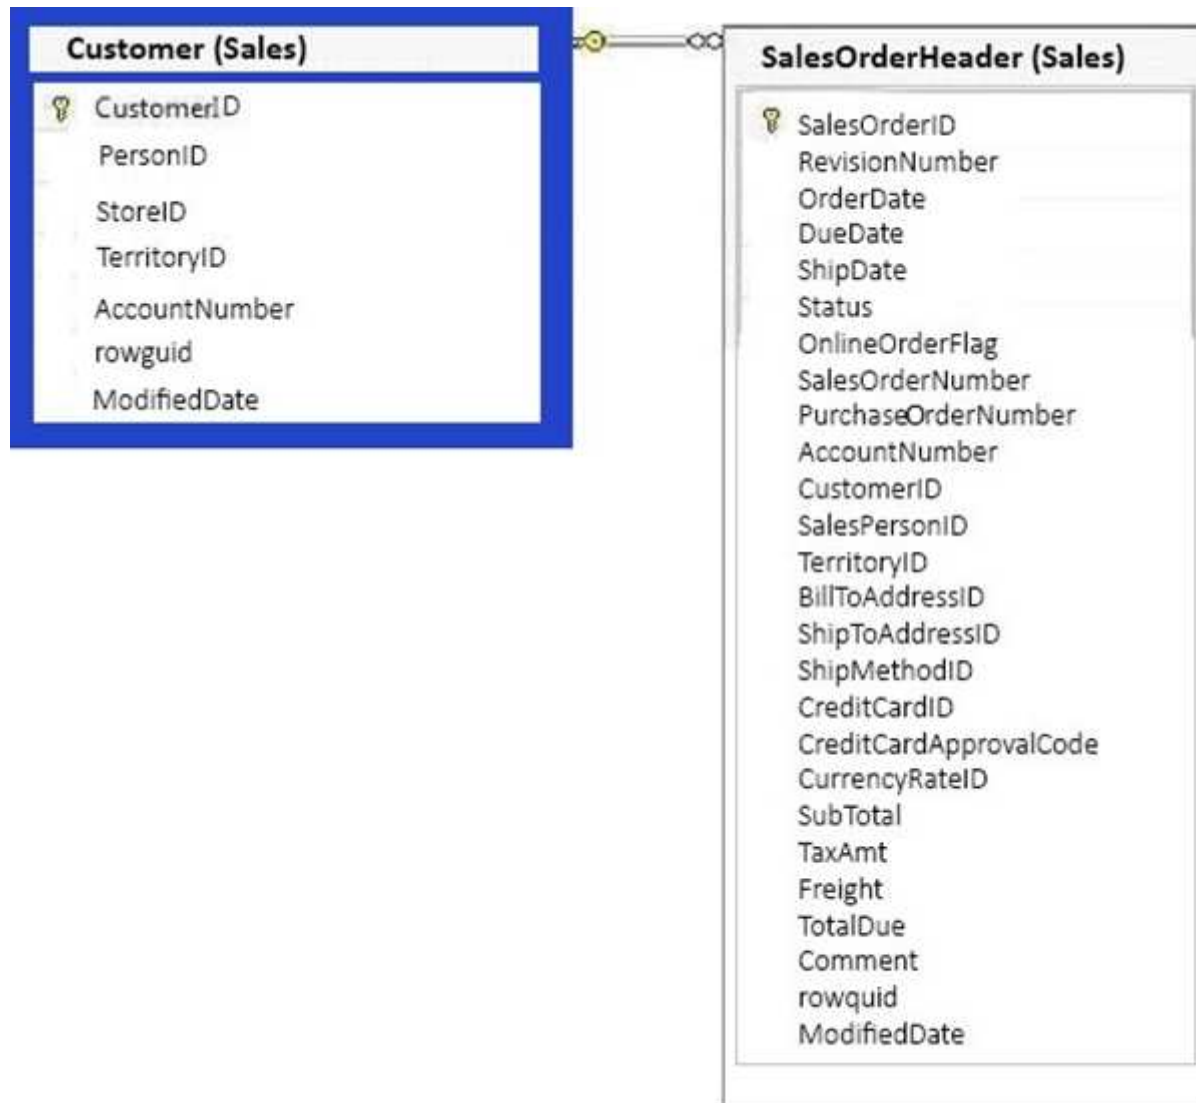 Customer (Sales)
CustomerID
PersonID
StoreID
TerritoryID
AccountNumber
rowguid
ModifiedDate
SalesOrderHeader (Sales)
SalesOrderID
RevisionNumber
OrderDate
DueDate
ShipDate
Status
OnlineOrderFlag
SalesOrderNumber
PurchaseOrderNumber
AccountNumber
CustomerID
SalesPersonID
TerritoryID
BillToAddressID
ShipToAddressID
ShipMethodID
CreditCardID
CreditCardApprovalCode
CurrencyRateID
SubTotal
TaxAmt
Freight
TotalDue
Comment
rowquid
ModifiedDate